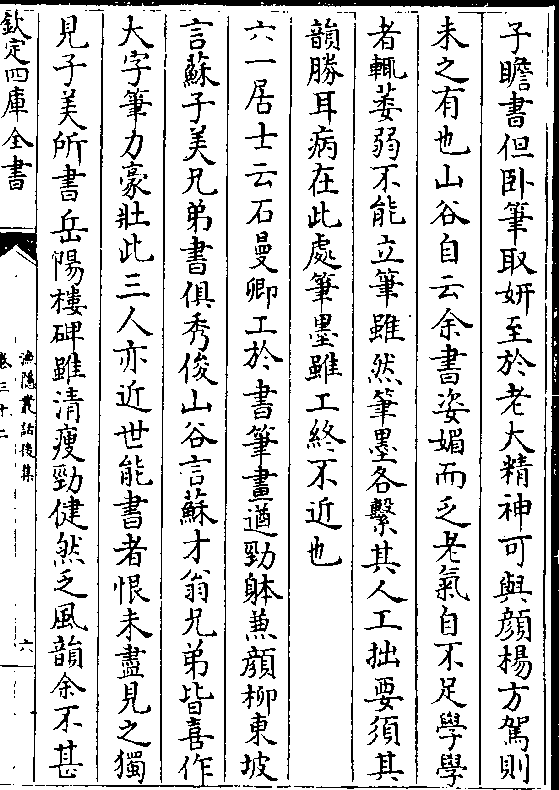 子瞻書但卧筆取妍至於老大精神可與顔楊方駕則
未之有也山谷自云余書姿媚而乏老氣自不足學學
者輒萎弱不能立筆雖然筆墨各繫其人工拙要須其
韻勝耳病在此處筆墨雖工終不近也
六一居士云石曼卿工於書筆畫遒勁躰兼顔柳東坡
言蘇子美兄弟書俱秀俊山谷言蘇才翁兄弟皆喜作
大字筆力豪壯此三人亦近世能書者恨未盡見之獨
見子美所書岳陽樓碑雖清瘦勁健然乏風韻余不甚
欽定四庫全書
漁隱叢話後集
卷三十二
六